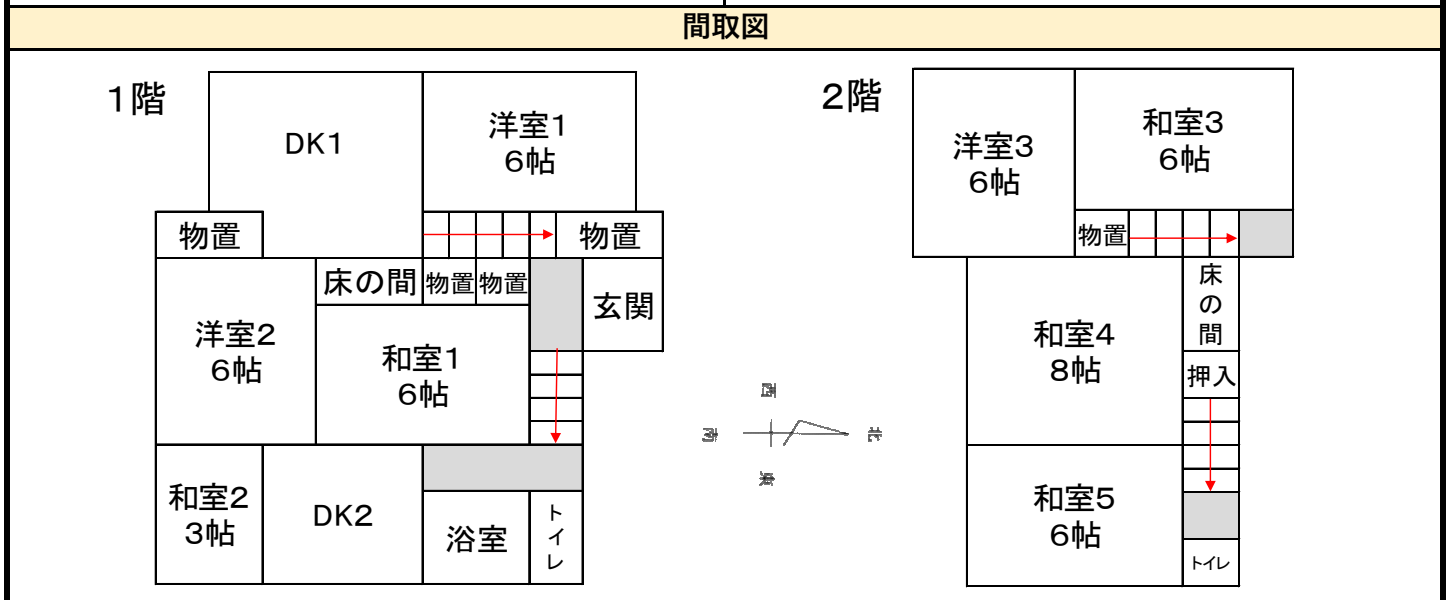 間取図
1階
DK1
洋室1
6帖
物置
物置
床の間
物置
物置
玄関
洋室2
6帖
和室1
6帖
和室2
3帖
DK2
浴室
トイレ
西
南
北
東
2階
洋室3
6帖
和室3
6帖
物置
床の間
和室4
8帖
押入
和室5
6帖
トイレ